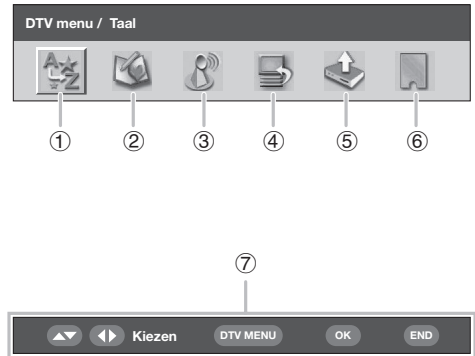 DTV menu / Taal
① ② ③ ④ ⑤ ⑥
⑦
Kiezen DTV MENU OK END